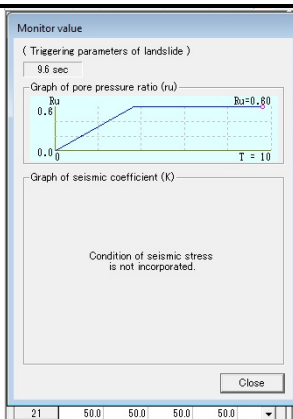 Monitor value
( Triggering parameters of landslide )
9.6 sec
Graph of pore pressure ratio (ru)
Ru
0.6
Ru=0.60
0.0
0
T = 10
Graph of seismic coefficient (K)
Condition of seismic stress
is not incorporated.
Close
21 50.0 50.0 50.0 50.0